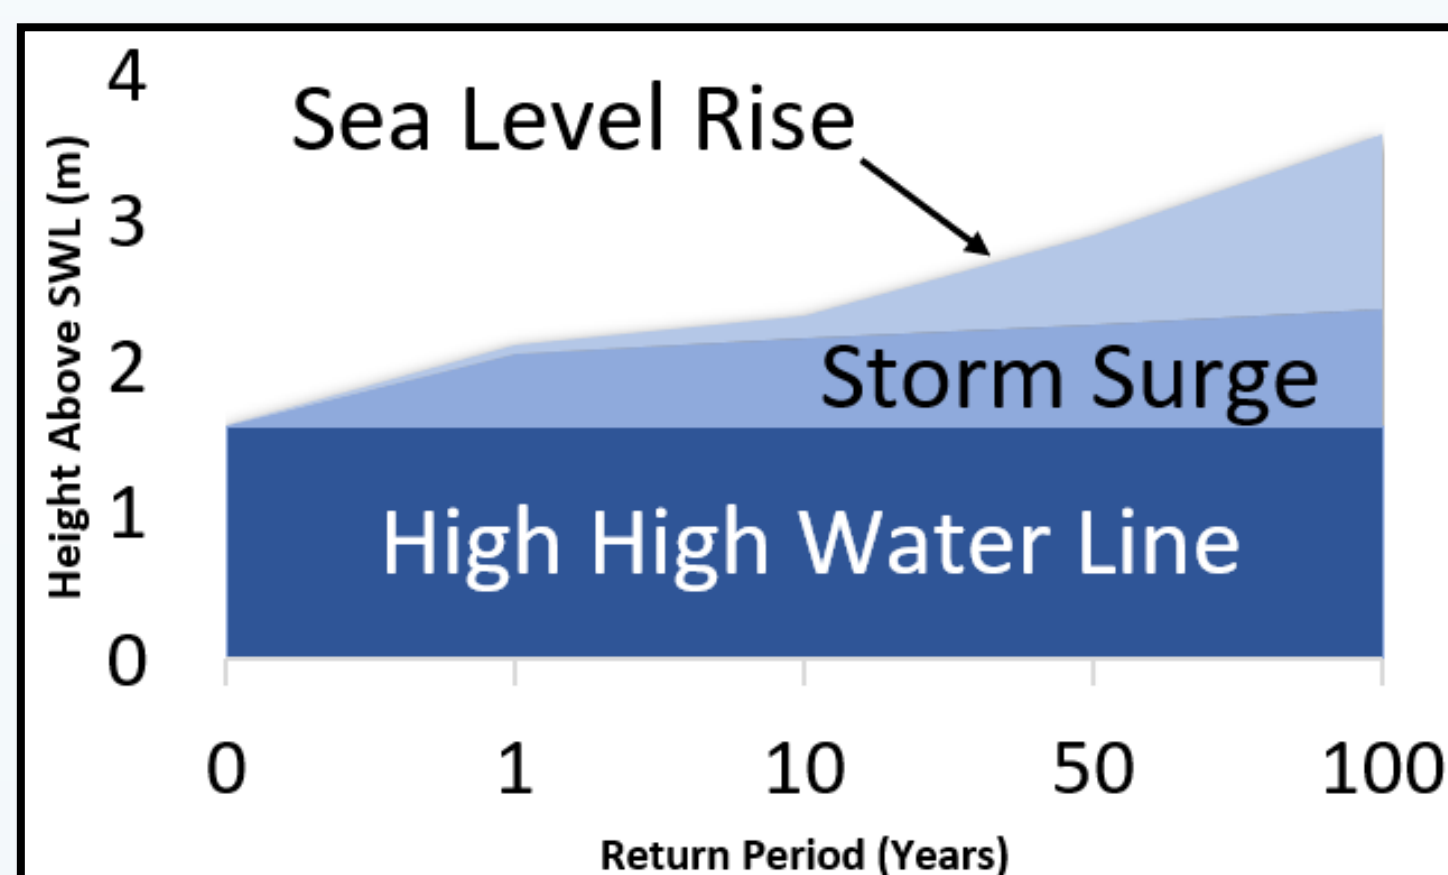 4
Sea Level Rise
3
Height Above SWL (m)
2
Storm Surge
1
High High Water Line
0
0 1 10 50 100
Return Period (Years)